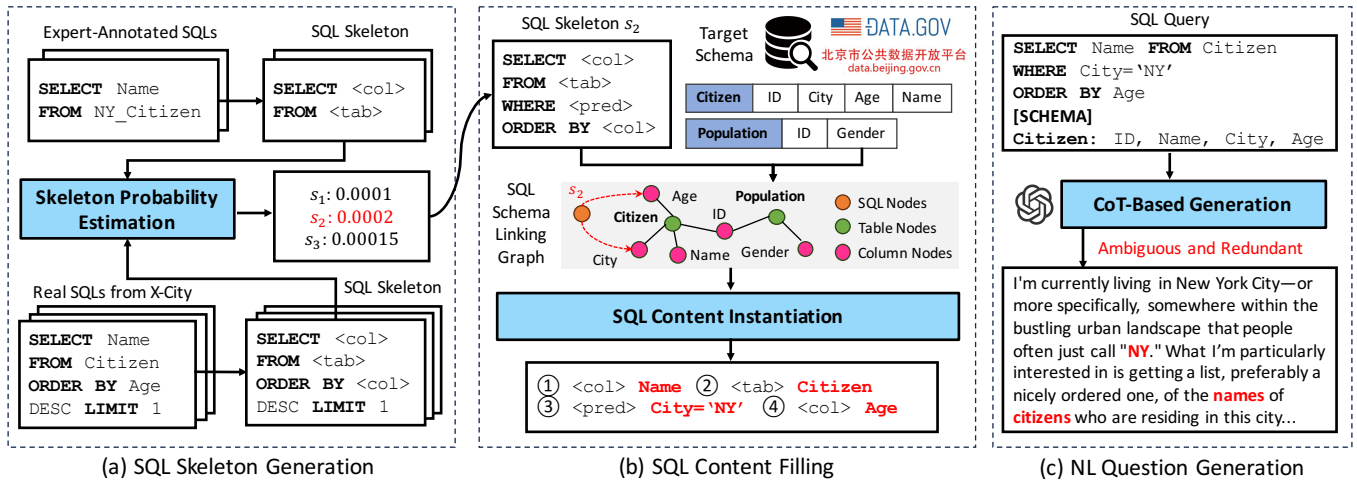 Expert-Annotated SQLs
SELECT Name
FROM NY_Citizen
SQL Skeleton
SELECT <col>
FROM <tab>
Skeleton Probability
Estimation
s1: 0.0001
s2: 0.0002
s3: 0.00015
Real SQLs from X-City
SELECT Name
FROM Citizen
ORDER BY Age
DESC LIMIT 1
SQL Skeleton
SELECT <col>
FROM <tab>
ORDER BY <col>
DESC LIMIT 1
(a) SQL Skeleton Generation
SQL Skeleton s2
SELECT <col>
FROM <tab>
WHERE <pred>
ORDER BY <col>
Target
Schema
DATA.GOV
北京市公共数据开放平台
data.beijing.gov.cn
Citizen ID City Age Name
Population ID Gender
SQL
Schema
Linking
Graph
s2
Age
Citizen
ID
Population
City
Name
Gender
SQL Nodes
Table Nodes
Column Nodes
SQL Content Instantiation
① <col> Name ② <tab> Citizen
③ <pred> City=‘NY’ ④ <col> Age
(b) SQL Content Filling
SQL Query
SELECT Name FROM Citizen
WHERE City=‘NY’
ORDER BY Age
[SCHEMA]
Citizen: ID, Name, City, Age
CoT-Based Generation
Ambiguous and Redundant
I'm currently living in New York City—or
more specifically, somewhere within the
bustling urban landscape that people
often just call "NY." What I’m particularly
interested in is getting a list, preferably a
nicely ordered one, of the names of
citizens who are residing in this city...
(c) NL Question Generation